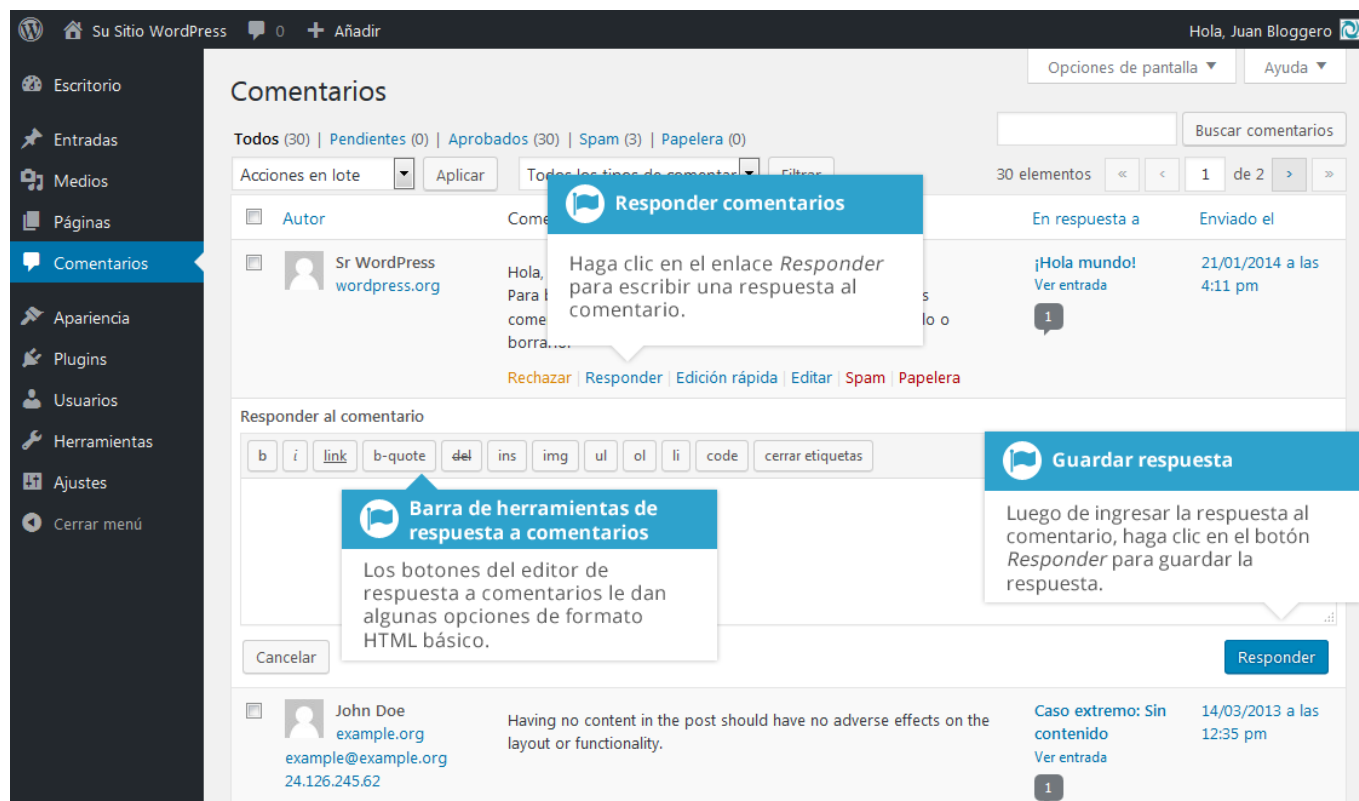 Su Sitio WordPress 0 Añadir Hola, Juan Bloggero
Opciones de pantalla Ayuda
Escritorio
Entradas
Medios
Páginas
Comentarios
Apariencia
Plugins
Usuarios
Herramientas
Ajustes
Cerrar menú
Comentarios
Todos (30) | Pendientes (0) | Aprobados (30) | Spam (3) | Papelera (0)
Buscar comentarios
Acciones en lote Aplicar Todos los tipos de comentar Filtrar
30 elementos « ‹ 1 de 2 › »
Autor
En respuesta a
Enviado el
Responder comentarios
Haga clic en el enlace Responder
para escribir una respuesta al
comentario.
Sr WordPress
wordpress.org
Hola,
Para
lo o
¡Hola mundo!
Ver entrada
1
21/01/2014 a las
4:11 pm
Rechazar | Responder | Edición rápida | Editar | Spam | Papelera
Responder al comentario
b i link b-quote del ins img ul ol li code cerrar etiquetas
Barra de herramientas de
respuesta a comentarios
Los botones del editor de
respuesta a comentarios le dan
algunas opciones de formato
HTML básico.
Guardar respuesta
Luego de ingresar la respuesta al
comentario, haga clic en el botón
Responder para guardar la
respuesta.
Cancelar
Responder
John Doe
example.org
example@example.org
24.126.245.62
Having no content in the post should have no adverse effects on the
layout or functionality.
Caso extremo: Sin
contenido
Ver entrada
1
14/03/2013 a las
12:35 pm